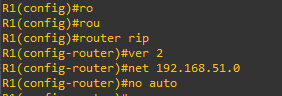 R1(config)#ro
R1(config)#rou
R1(config)#router rip
R1(config-router)#ver 2
R1(config-router)#net 192.168.51.0
R1(config-router)#no auto